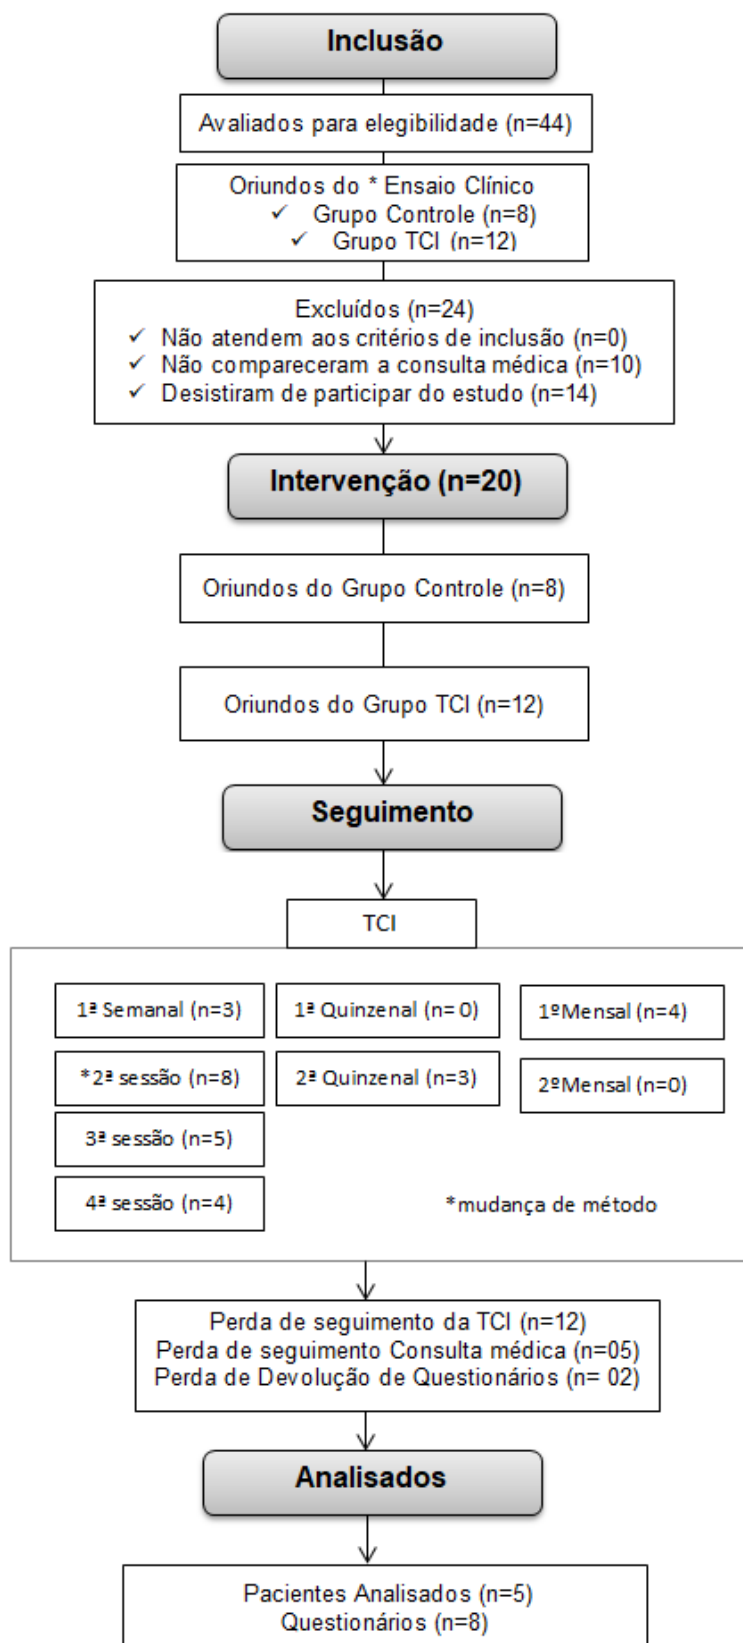 Inclusão
Avaliados para elegibilidade (n=44)
Oriundos do * Ensaio Clínico
✓ Grupo Controle (n=8)
✓ Grupo TCI (n=12)
Excluídos (n=24)
✓ Não atendem aos critérios de inclusão (n=0)
✓ Não compareceram a consulta médica (n=10)
✓ Desistiram de participar do estudo (n=14)
Intervenção (n=20)
Oriundos do Grupo Controle (n=8)
Oriundos do Grupo TCI (n=12)
Seguimento
TCI
1ª Semanal (n=3)
1ª Quinzenal (n= 0)
1ºMensal (n=4)
*2ª sessão (n=8)
2ª Quinzenal (n=3)
2ºMensal (n=0)
3ª sessão (n=5)
4ª sessão (n=4)
*mudança de método
Perda de seguimento da TCI (n=12)
Perda de seguimento Consulta médica (n=05)
Perda de Devolução de Questionários (n= 02)
Analisados
Pacientes Analisados (n=5)
Questionários (n=8)